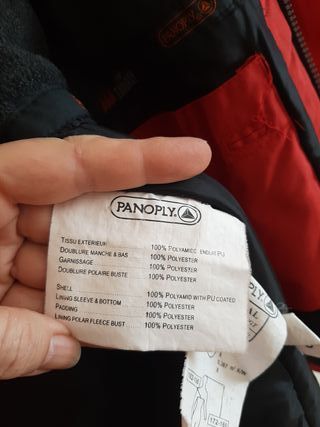 PANOPLY
PANOPLY
TISSU EXTERIEUR 100% POLYAMIDE ENDUIT PU
DOUBLURE MANCHE & BAS 100% POLYESTER
GARNISSAGE 100% POLYESTER
DOUBLURE POLAIRE BUSTE 100% POLYESTER
SHELL 100% POLYAMID WITH PU COATED
LINING SLEEVE & BOTTOM 100% POLYESTER
PADDING 100% POLYESTER
LINING POLAR FLEECE BUST 100% POLYESTER